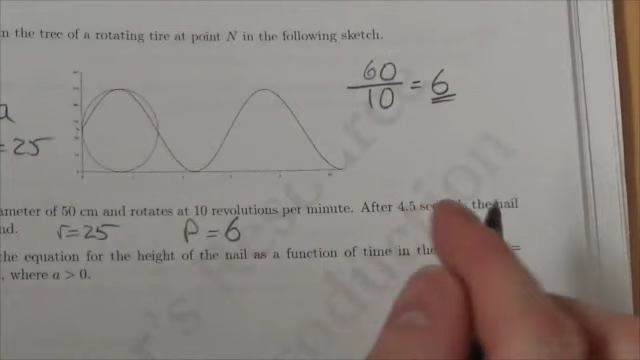 n the tree of a rotating tire at point N in the following sketch.
60
10
= 6
a
= 25
ameter of 50 cm and rotates at 10 revolutions per minute. After 4.5 the nail
nd.
r = 25
P = 6
the equation for the height of the nail as a function of time in the =
, where a > 0.